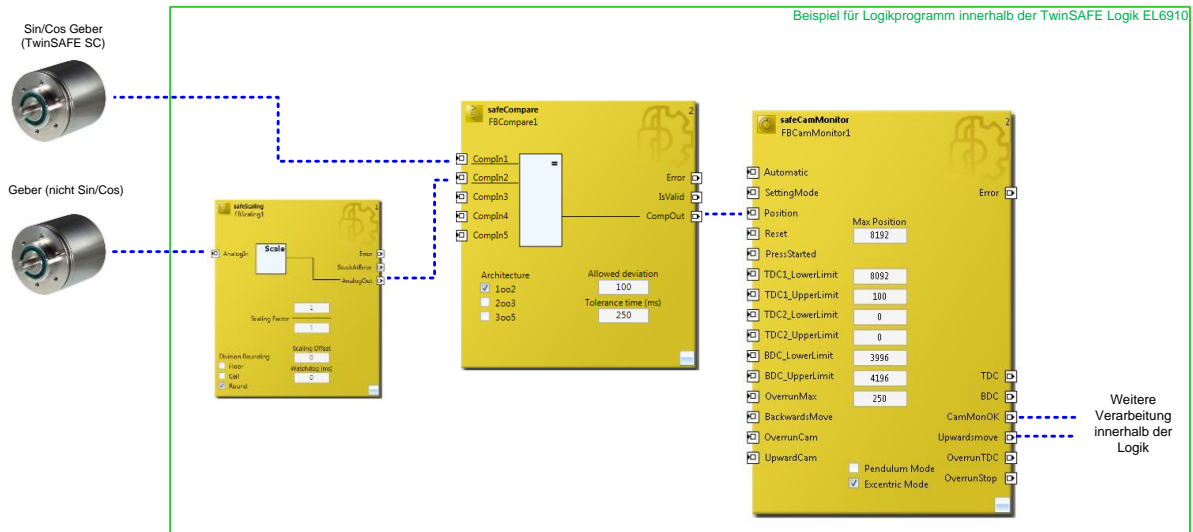 Beispiel für Logikprogramm innerhalb der TwinSAFE Logik EL6910
Sin/Cos Geber
(TwinSAFE SC)
Geber (nicht Sin/Cos)
safeScaling
FBScaling1
1
AnalogIn
Scale
Error
StuckAtError
AnalogOut
Scaling Factor
1
Scaling Offset
0
Division Rounding
Floor
Ceil
Round
Watchdog (ms)
0
safeCompare
FBCompare1
2
CompIn1
CompIn2
CompIn3
CompIn4
CompIn5
=
Error
IsValid
CompOut
Architecture
1oo2
2oo3
3oo5
Allowed deviation
100
Tolerance time (ms)
250
safeCamMonitor
FBCamMonitor1
2
Automatic
SettingMode
Error
Position
Max Position
Reset
8192
PressStarted
TDC1_LowerLimit
8092
TDC1_UpperLimit
100
TDC2_LowerLimit
0
TDC2_UpperLimit
0
BDC_LowerLimit
3996
BDC_UpperLimit
4196
TDC
OverrunMax
250
BDC
BackwardsMove
CamMonOK
OverrunCam
Upwardsmove
UpwardCam
OverrunTDC
Pendulum Mode
Excentric Mode
OverrunStop
Weitere
Verarbeitung
innerhalb der
Logik